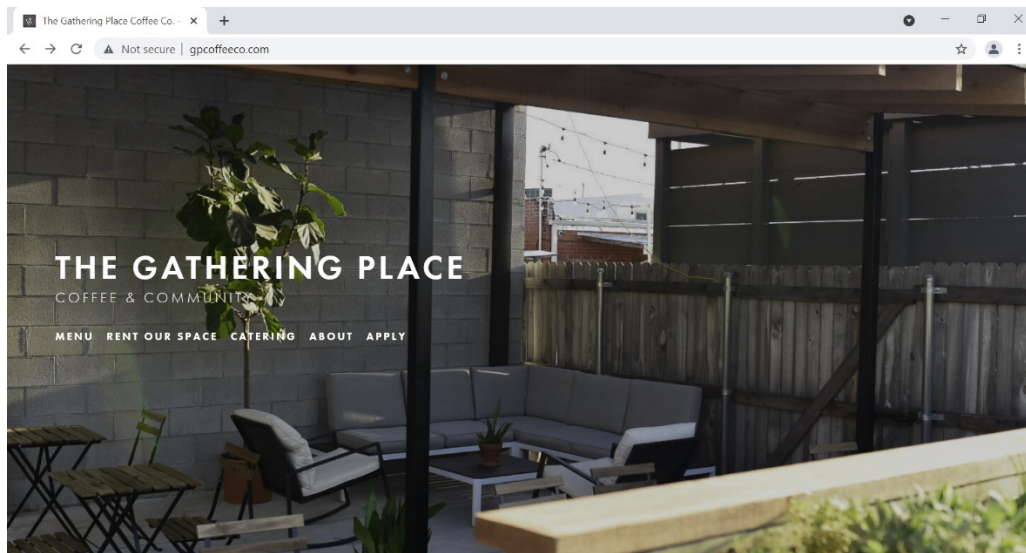 The Gathering Place Coffee Co. -
Not secure | gpcoffeeco.com
THE GATHERING PLACE
COFFEE & COMMUNITY
MENU RENT OUR SPACE CATERING ABOUT APPLY